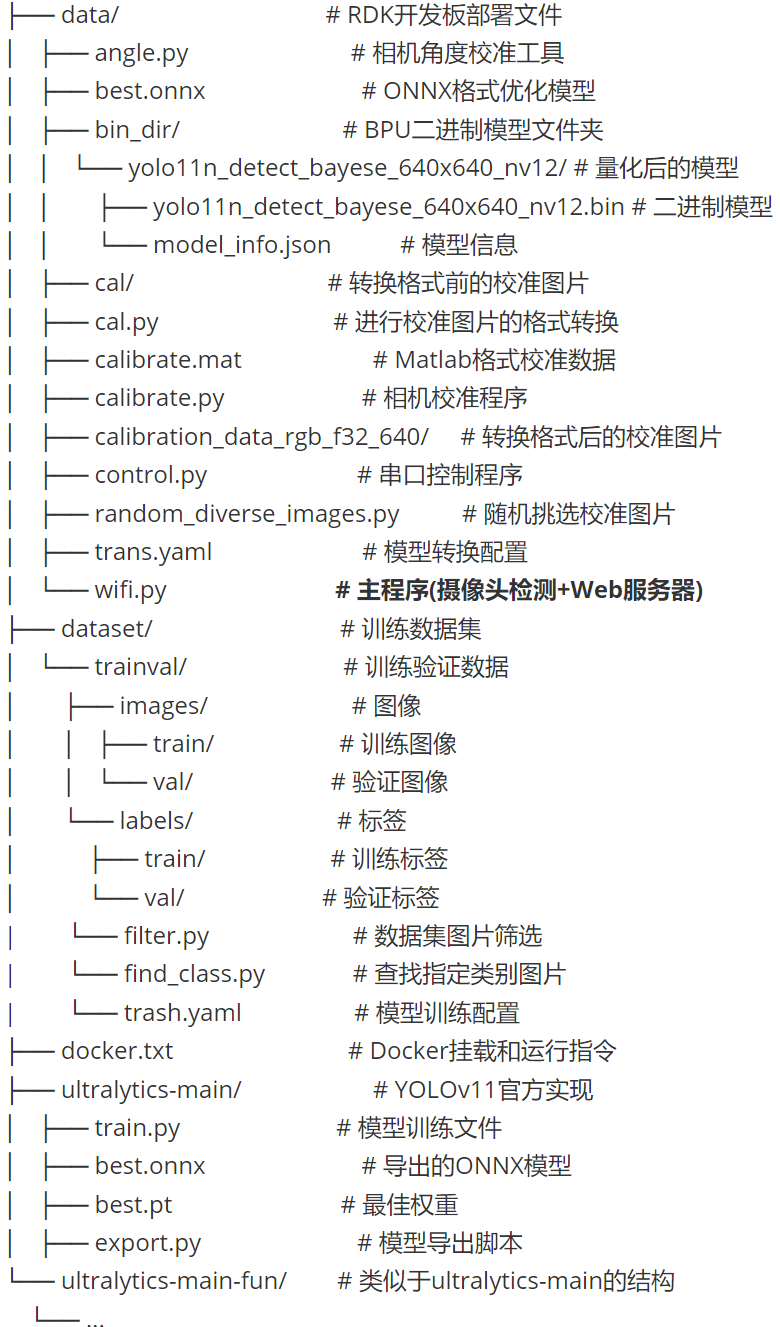 ├── data/ # RDK开发板部署文件
│ ├── angle.py # 相机角度校准工具
│ ├── best.onnx # ONNX格式优化模型
│ ├── bin_dir/ # BPU二进制模型文件夹
│ │ └── yolo11n_detect_bayese_640x640_nv12/ # 量化后的模型
│ │ ├── yolo11n_detect_bayese_640x640_nv12.bin # 二进制模型
│ │ └── model_info.json # 模型信息
│ ├── cal/ # 转换格式前的校准图片
│ ├── cal.py # 进行校准图片的格式转换
│ ├── calibrate.mat # Matlab格式校准数据
│ ├── calibrate.py # 相机校准程序
│ ├── calibration_data_rgb_f32_640/ # 转换格式后的校准图片
│ ├── control.py # 串口控制程序
│ ├── random_diverse_images.py # 随机挑选校准图片
│ ├── trans.yaml # 模型转换配置
│ └── wifi.py # 主程序(摄像头检测+Web服务器)
├── dataset/ # 训练数据集
│ └── trainval/ # 训练验证数据
│ ├── images/ # 图像
│ │ ├── train/ # 训练图像
│ │ └── val/ # 验证图像
│ └── labels/ # 标签
│ ├── train/ # 训练标签
│ └── val/ # 验证标签
| └── filter.py # 数据集图片筛选
| └── find_class.py # 查找指定类别图片
| └── trash.yaml # 模型训练配置
├── docker.txt # Docker挂载和运行指令
├── ultralytics-main/ # YOLOv11官方实现
│ ├── train.py # 模型训练文件
│ ├── best.onnx # 导出的ONNX模型
│ ├── best.pt # 最佳权重
│ ├── export.py # 模型导出脚本
└── ultralytics-main-fun/ # 类似于ultralytics-main的结构
└── ...